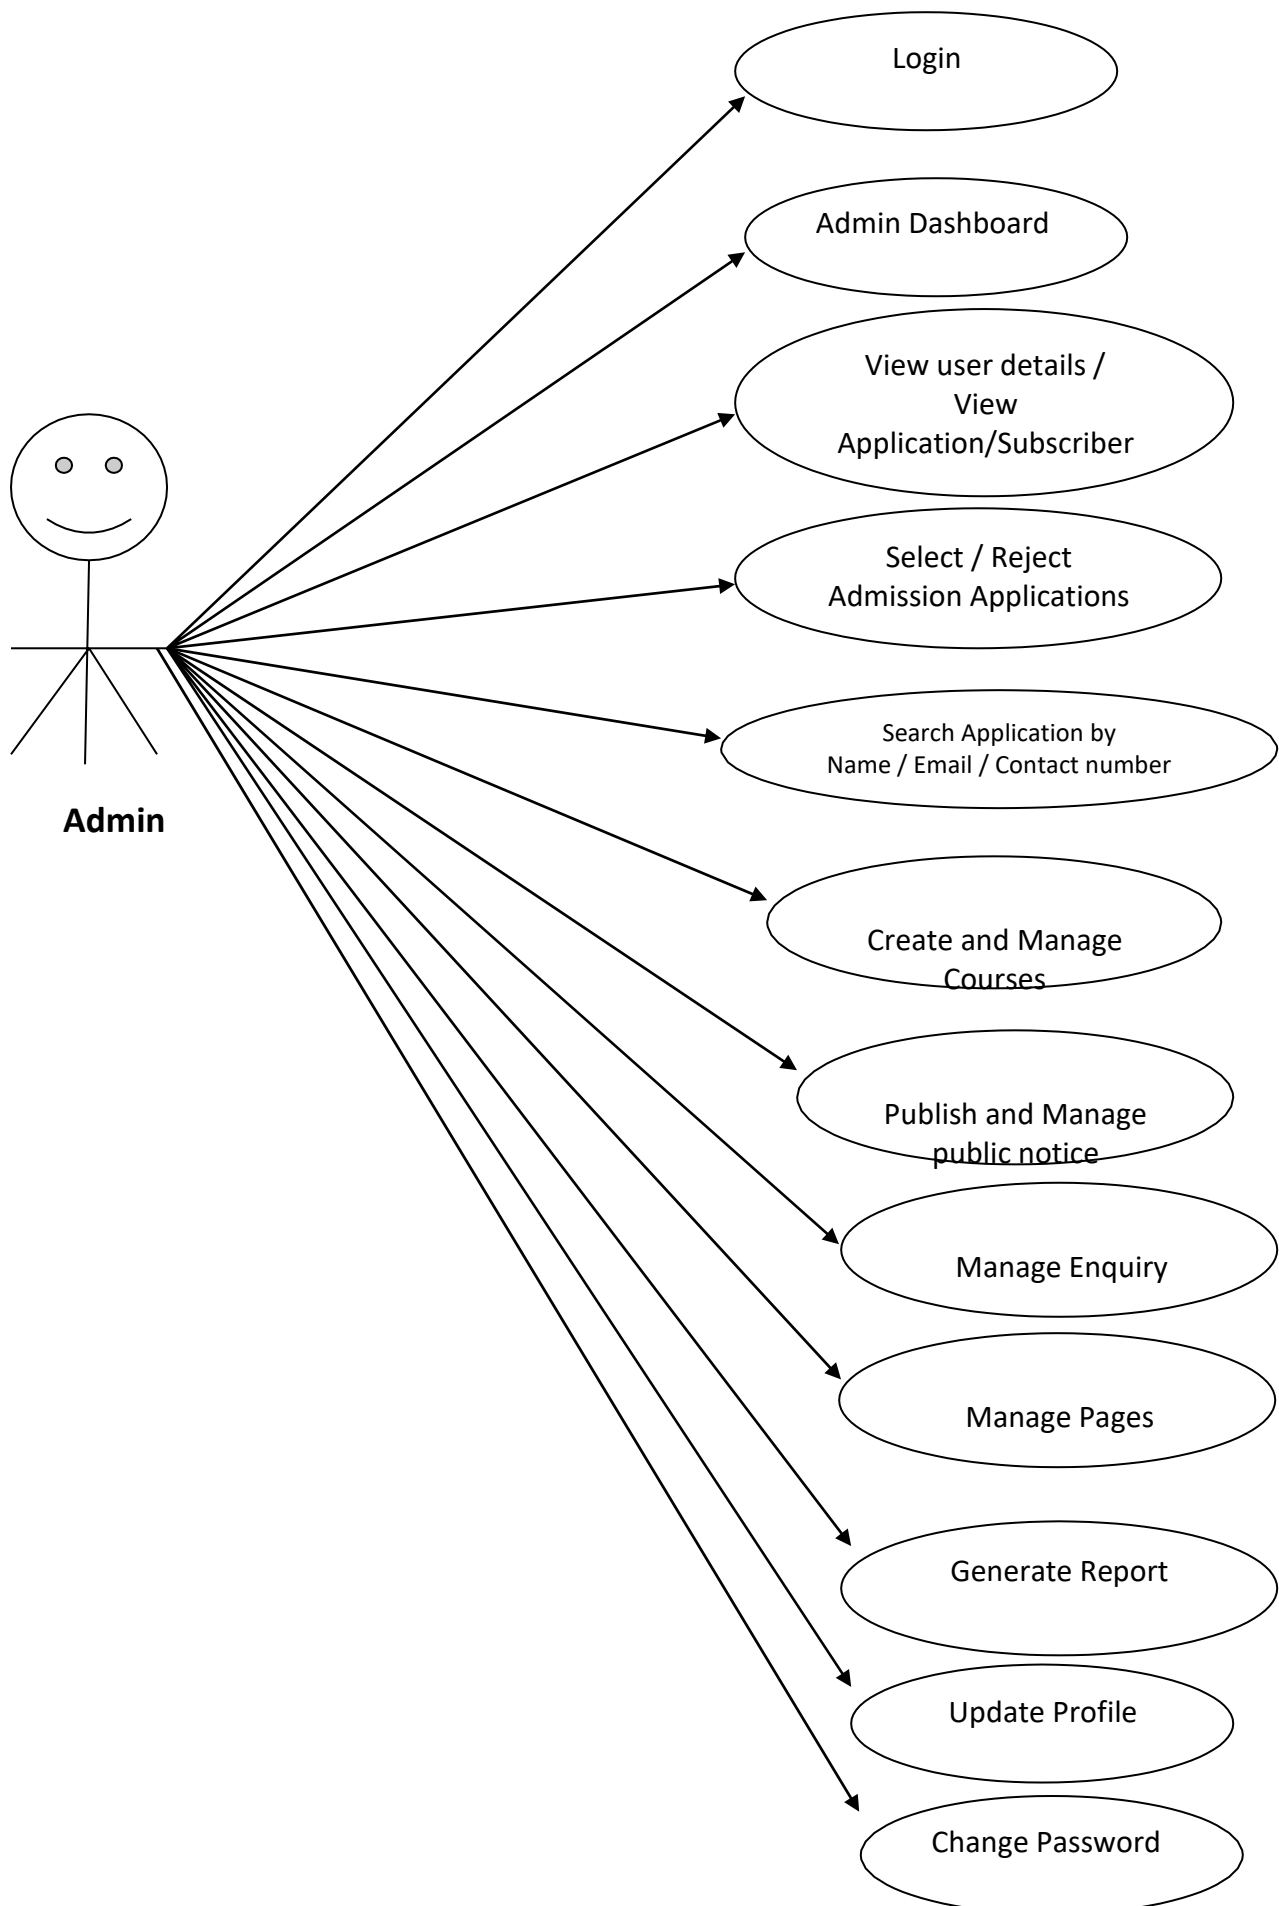 Login
Admin Dashboard
View user details /
View
Application/Subscriber
Select / Reject
Admission Applications
Search Application by
Name / Email / Contact number
Admin
Create and Manage
Courses
Publish and Manage
public notice
Manage Enquiry
Manage Pages
Generate Report
Update Profile
Change Password